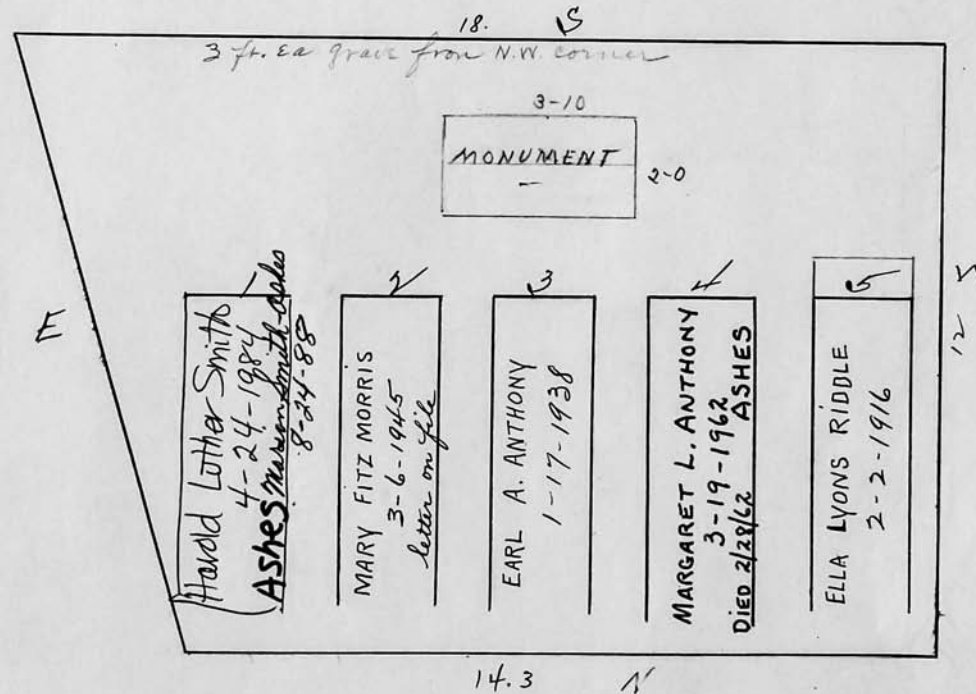 18. S
3 ft. Ea grave from N.W. corner
3-10
MONUMENT
2-0
E
12
Harold Luther Smith
4-24-1984
Ashes Smith ashes
8-24-88
2
MARY FITZ MORRIS
3-6-1945
letter on file
3
EARL A. ANTHONY
1-17-1938
4
MARGARET L. ANTHONY
3-19-1962
DIED 2/28/62 ASHES
5
ELLA LYONS RIDDLE
2-2-1916
14.3 N